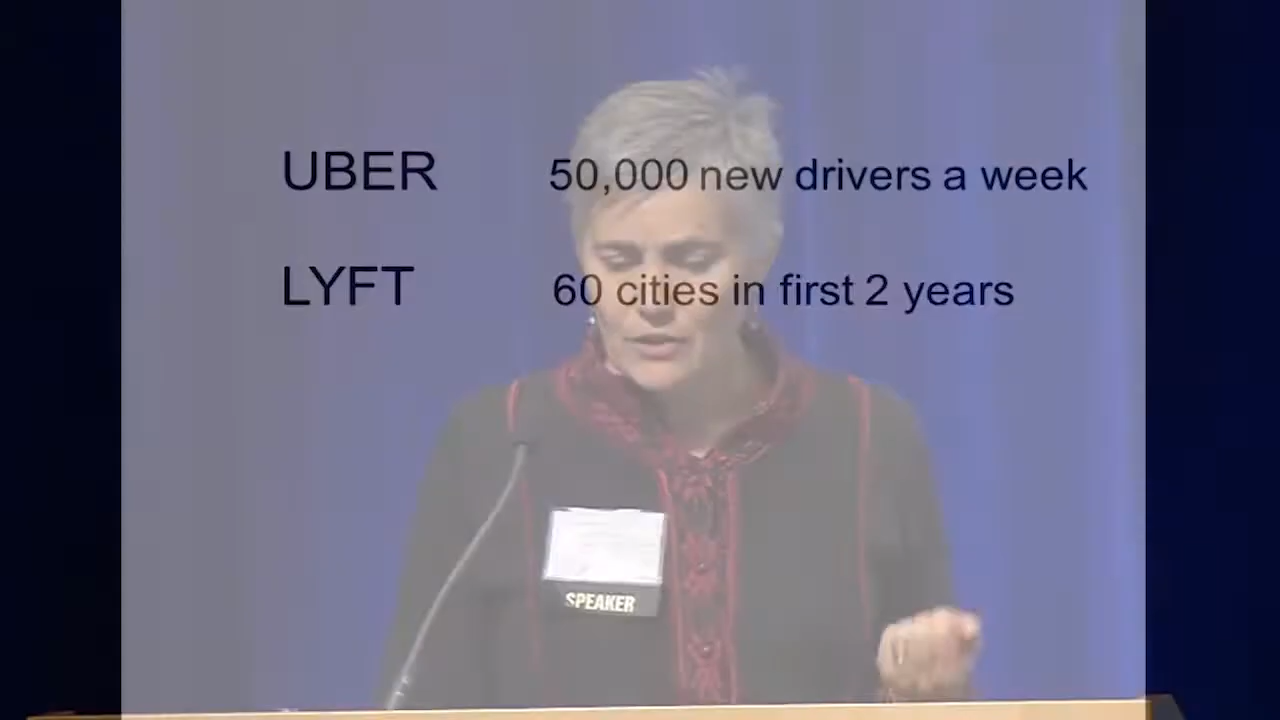 UBER 50,000 new drivers a week
LYFT 60 cities in first 2 years
SPEAKER